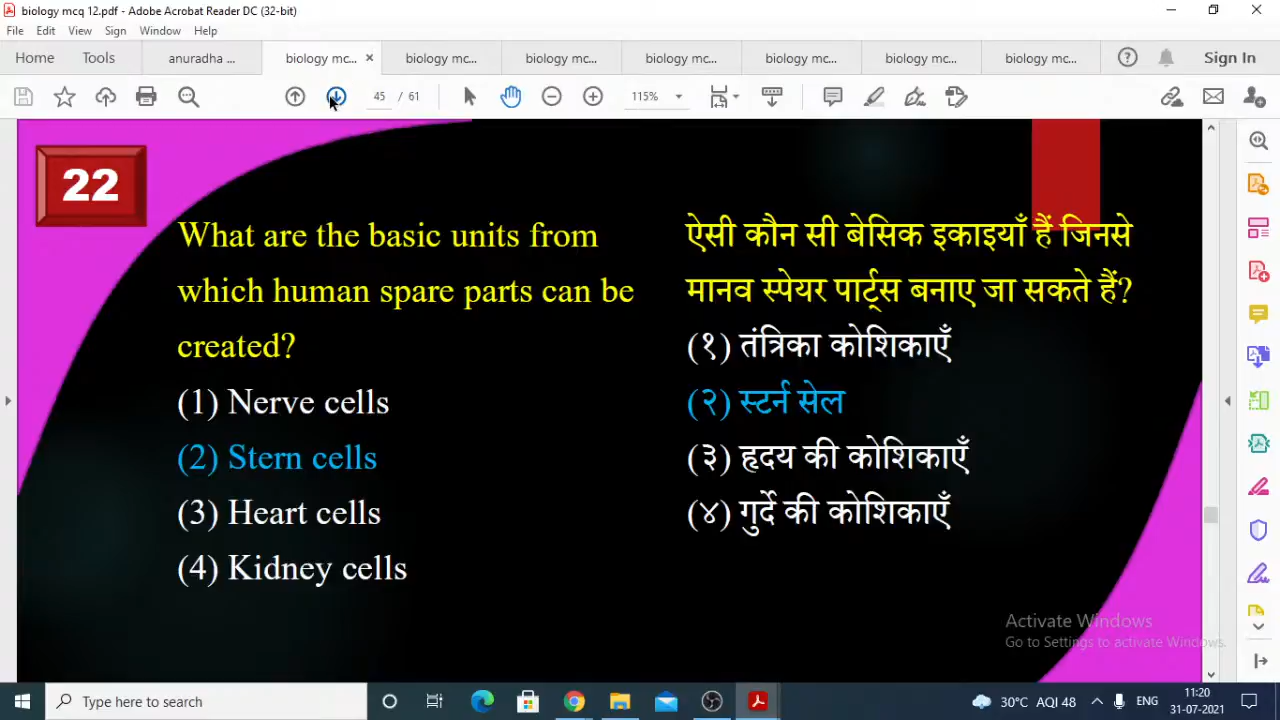 biology mcq 12.pdf - Adobe Acrobat Reader DC (32-bit)
File Edit View Sign Window Help
Home Tools anuradha ... biology mc... × biology mc... biology mc... biology mc... biology mc... biology mc... biology mc... Sign In
45 / 61 115%
22
What are the basic units from
which human spare parts can be
created?
(1) Nerve cells
(2) Stern cells
(3) Heart cells
(4) Kidney cells
ऐसी कौन सी बेसिक इकाइयाँ हैं जिनसे
मानव स्पेयर पार्ट्स बनाए जा सकते हैं?
(१) तंत्रिका कोशिकाएँ
(२) स्टर्न सेल
(३) हृदय की कोशिकाएँ
(४) गुर्दे की कोशिकाएँ
Activate Windows
Go to Settings to activate Windows.
Type here to search
30°C AQI 48 ENG
11:20
31-07-2021